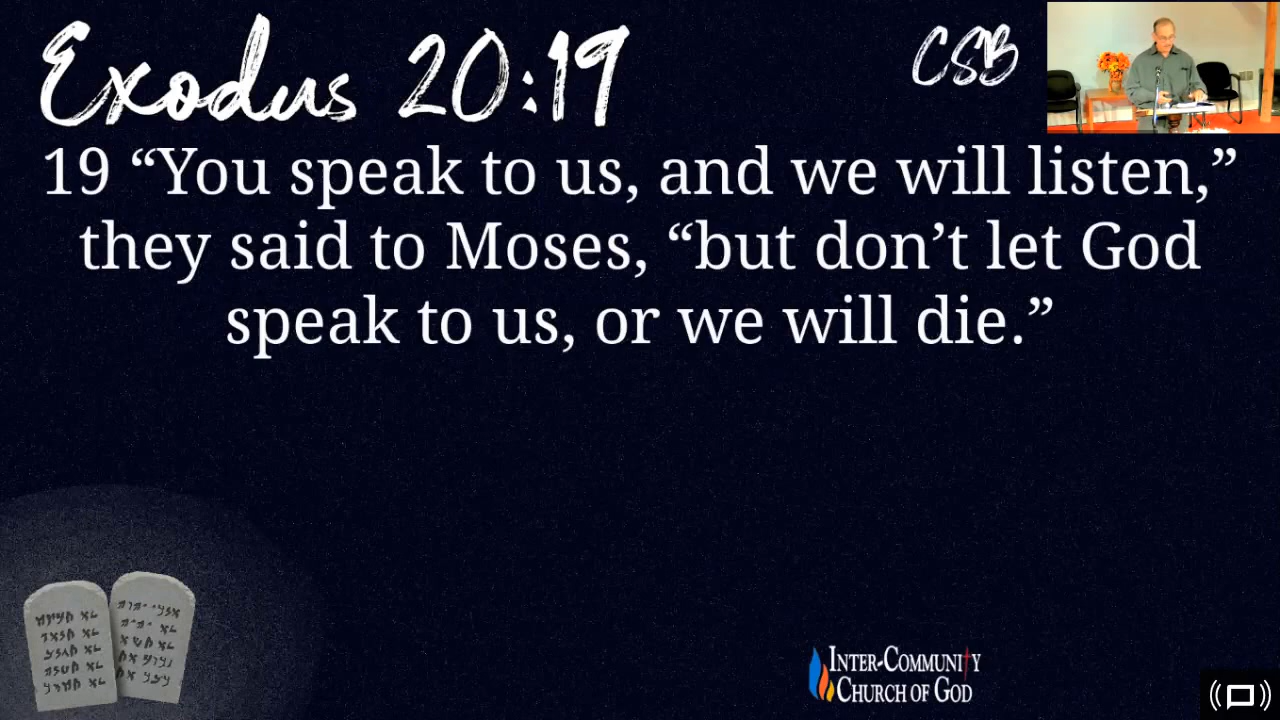 Exodus 20:19
CSB
19 “You speak to us, and we will listen,”
they said to Moses, “but don’t let God
speak to us, or we will die.”
INTER-COMMUNITY
CHURCH OF GOD